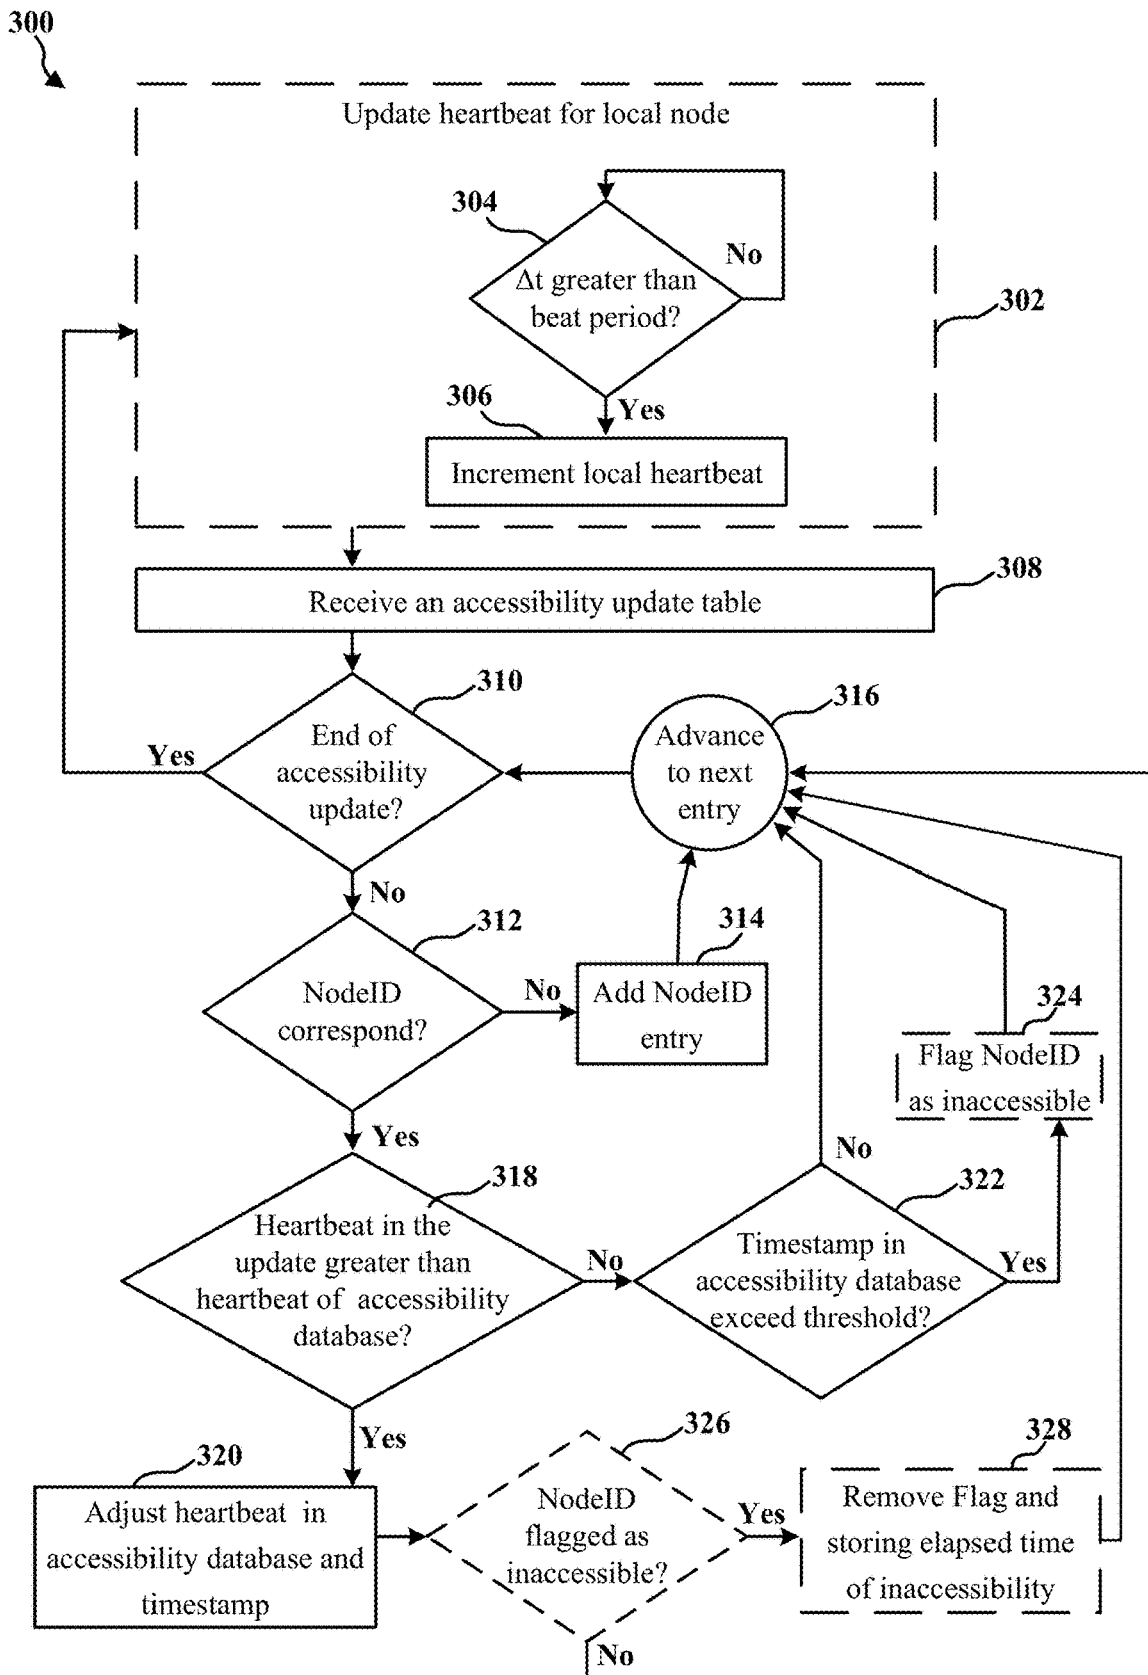 300
Update heartbeat for local node
304
No
Δt greater than
beat period?
302
306
Yes
Increment local heartbeat
308
Receive an accessibility update table
310
316
Yes
End of
accessibility
update?
Advance
to next
entry
No
312
314
NodeID
correspond?
No
Add NodeID
entry
324
Flag NodeID
as inaccessible
Yes
No
318
322
Heartbeat in the
update greater than
heartbeat of accessibility
database?
No
Timestamp in
accessibility database
exceed threshold?
Yes
Yes
320
326
328
Adjust heartbeat in
accessibility database and
timestamp
NodeID
flagged as
inaccessible?
Yes
Remove Flag and
storing elapsed time
of inaccessibility
No